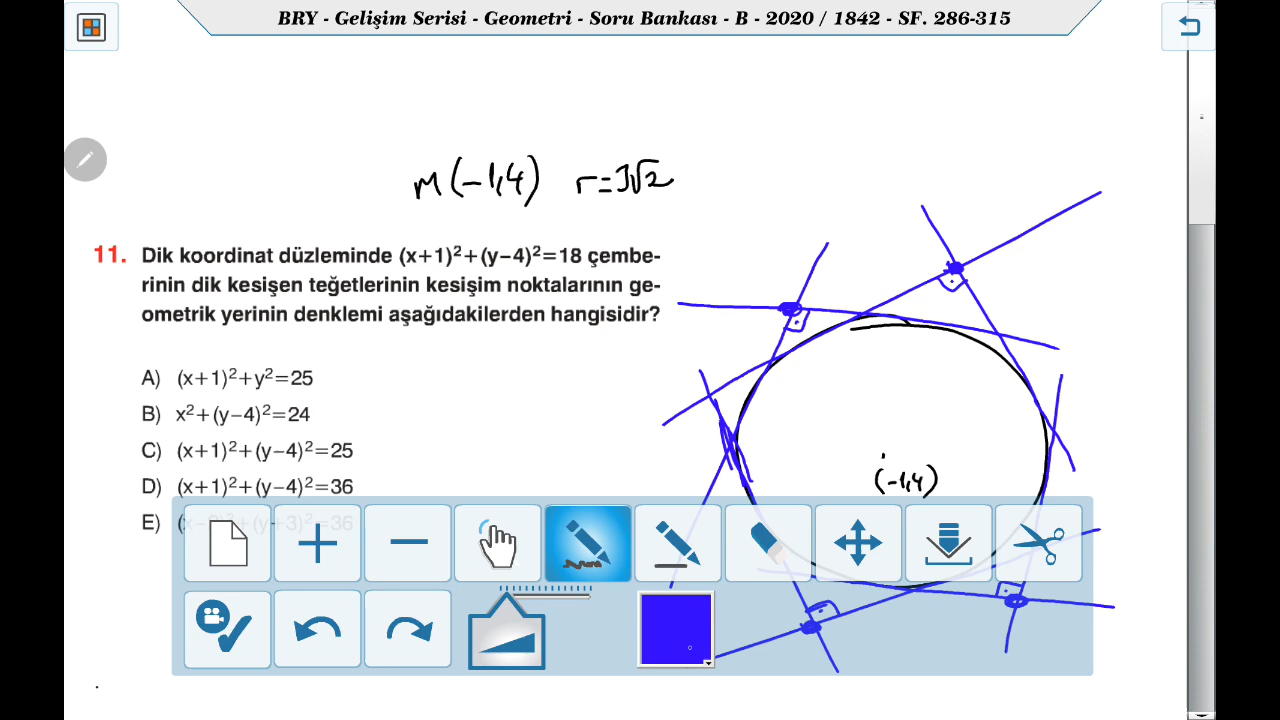 BRY - Gelişim Serisi - Geometri - Soru Bankası - B - 2020 / 1842 - SF. 286-315
M(-1,4) r=3√2
11. Dik koordinat düzleminde (x+1)²+(y−4)²=18 çembe-
rinin dik kesişen teğetlerinin kesişim noktalarının ge-
ometrik yerinin denklemi aşağıdakilerden hangisidir?
A) (x+1)²+y²=25
B) x²+(y−4)²=24
C) (x+1)²+(y−4)²=25
D) (x+1)²+(y−4)²=36
(-1,4)
E)